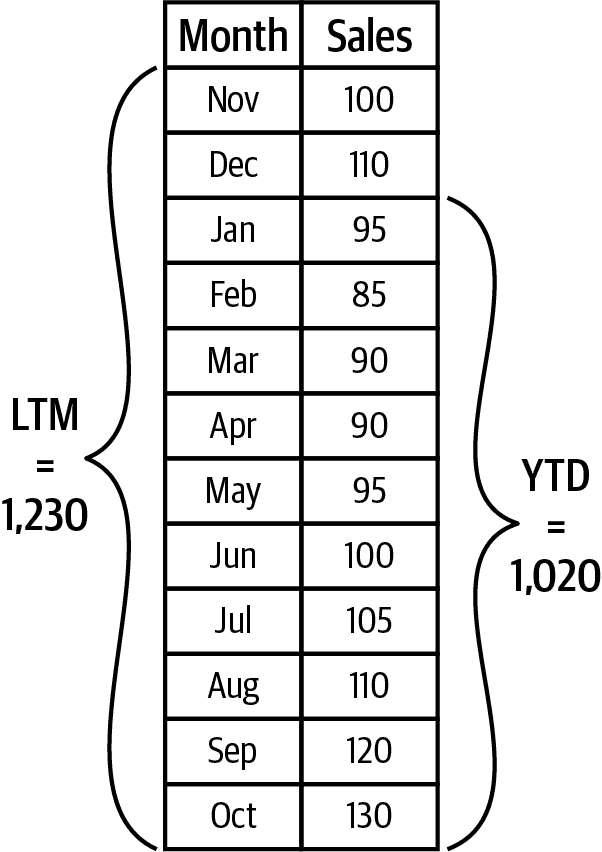 Month Sales
Nov 100
Dec 110
Jan 95
Feb 85
Mar 90
Apr 90
May 95
Jun 100
Jul 105
Aug 110
Sep 120
Oct 130
LTM
=
1,230
YTD
=
1,020